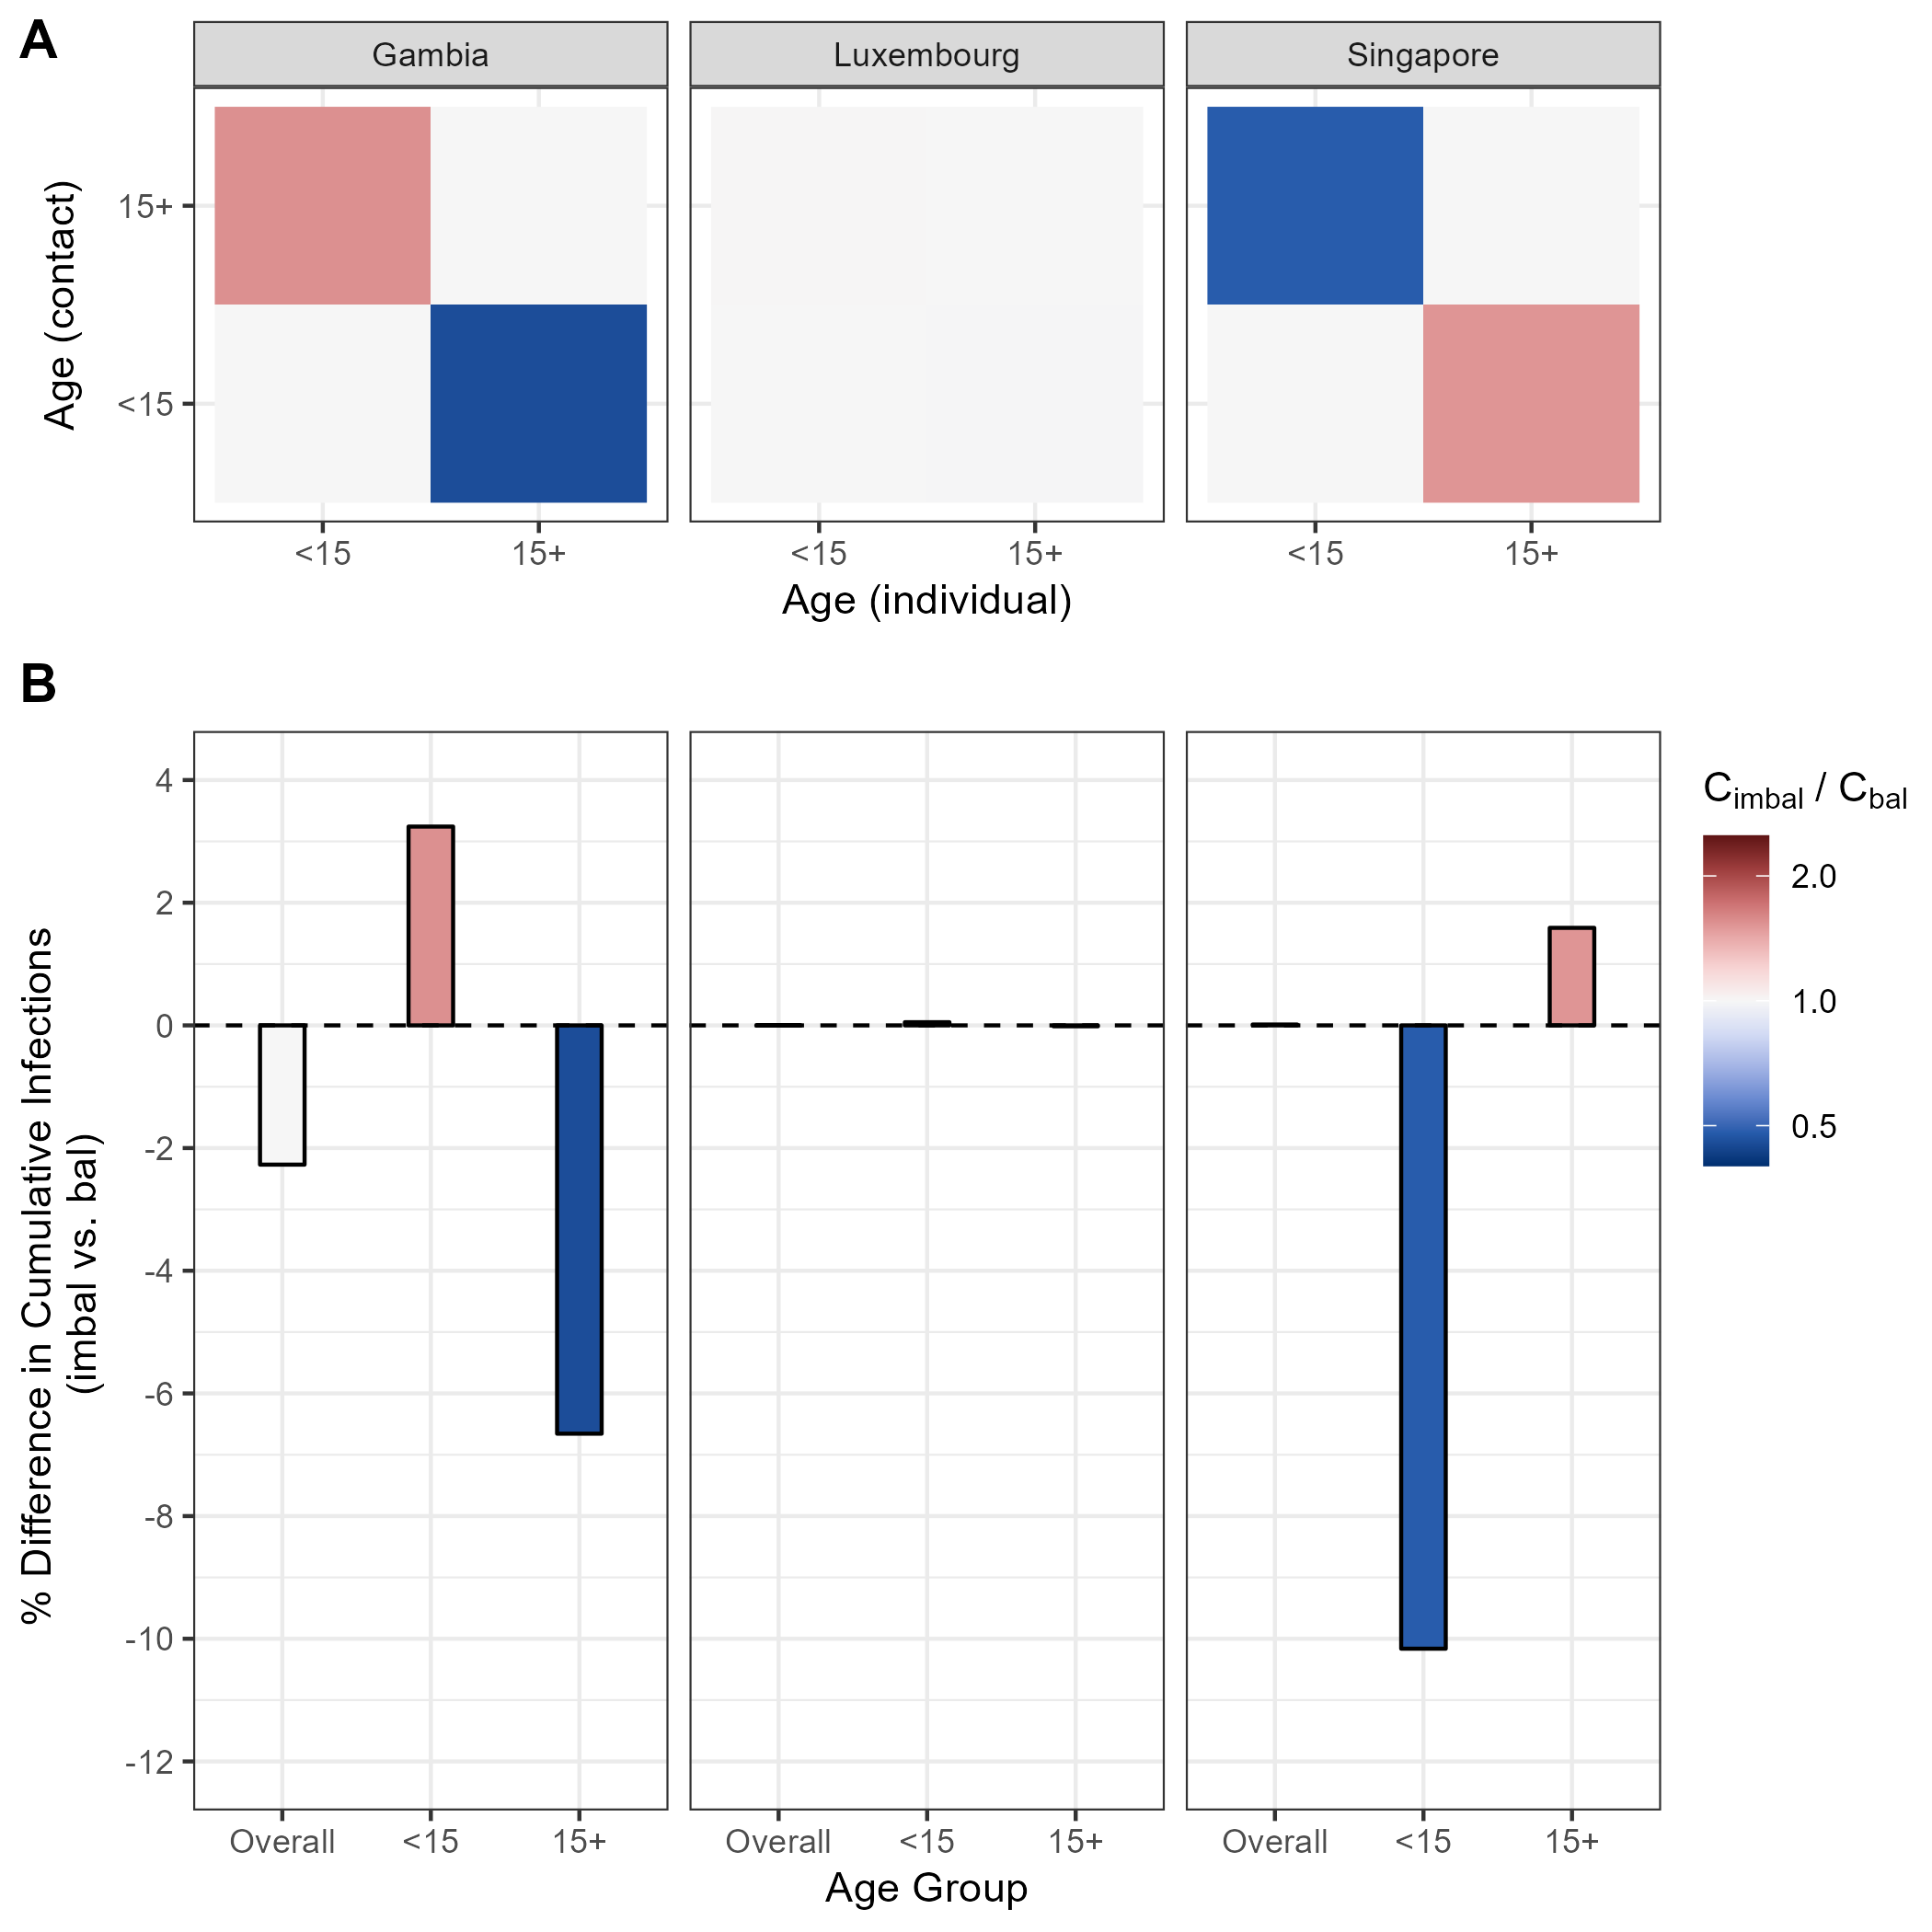 A
Gambia Luxembourg Singapore
Age (contact)
15+
<15
<15 15+ <15 15+ <15 15+
Age (individual)
B
% Difference in Cumulative Infections
(imbal vs. bal)
4
2
0
-2
-4
-6
-8
-10
-12
Overall <15 15+ Overall <15 15+ Overall <15 15+
Age Group
Cimbal / Cbal
2.0
1.0
0.5